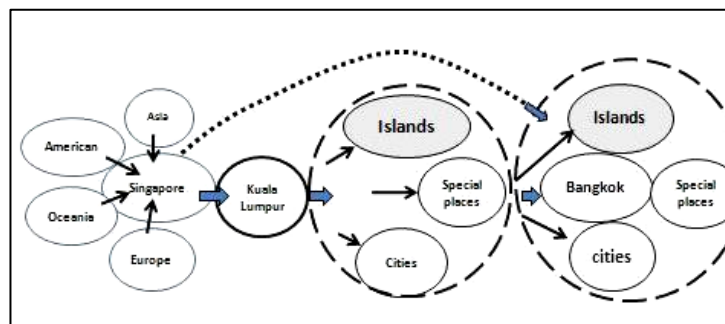 Asia
American
Singapore
Oceania
Europe
Kuala
Lumpur
Islands
Special
places
Cities
Islands
Bangkok
Special
places
cities